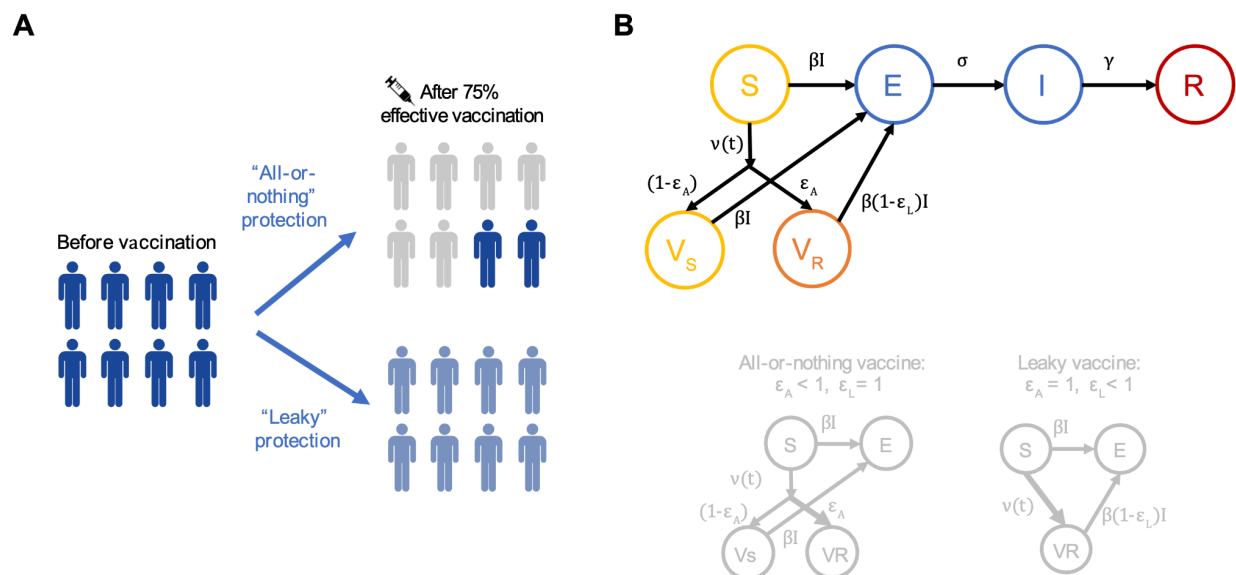 A
After 75%
effective vaccination
“All-or-
nothing”
protection
Before vaccination
“Leaky”
protection
B
S
βI
E
σ
I
γ
R
ν(t)
(1-ε_A)
ε_A
βI
β(1-ε_L)I
V_S
V_R
All-or-nothing vaccine:
ε_A < 1, ε_L = 1
S
βI
E
ν(t)
(1-ε_A)
ε_A
βI
Vs
VR
Leaky vaccine:
ε_A = 1, ε_L < 1
S
βI
E
ν(t)
β(1-ε_L)I
VR